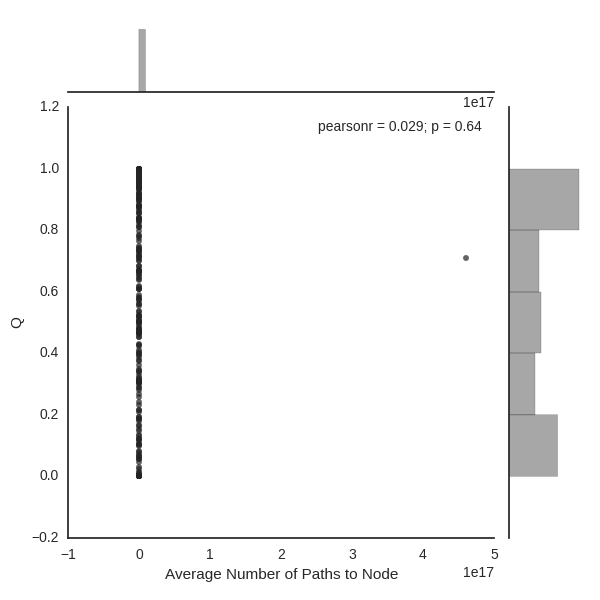 1e17
1.2
pearsonr = 0.029; p = 0.64
1.0
0.8
0.6
Q
0.4
0.2
0.0
−0.2
−1 0 1 2 3 4 5
Average Number of Paths to Node 1e17